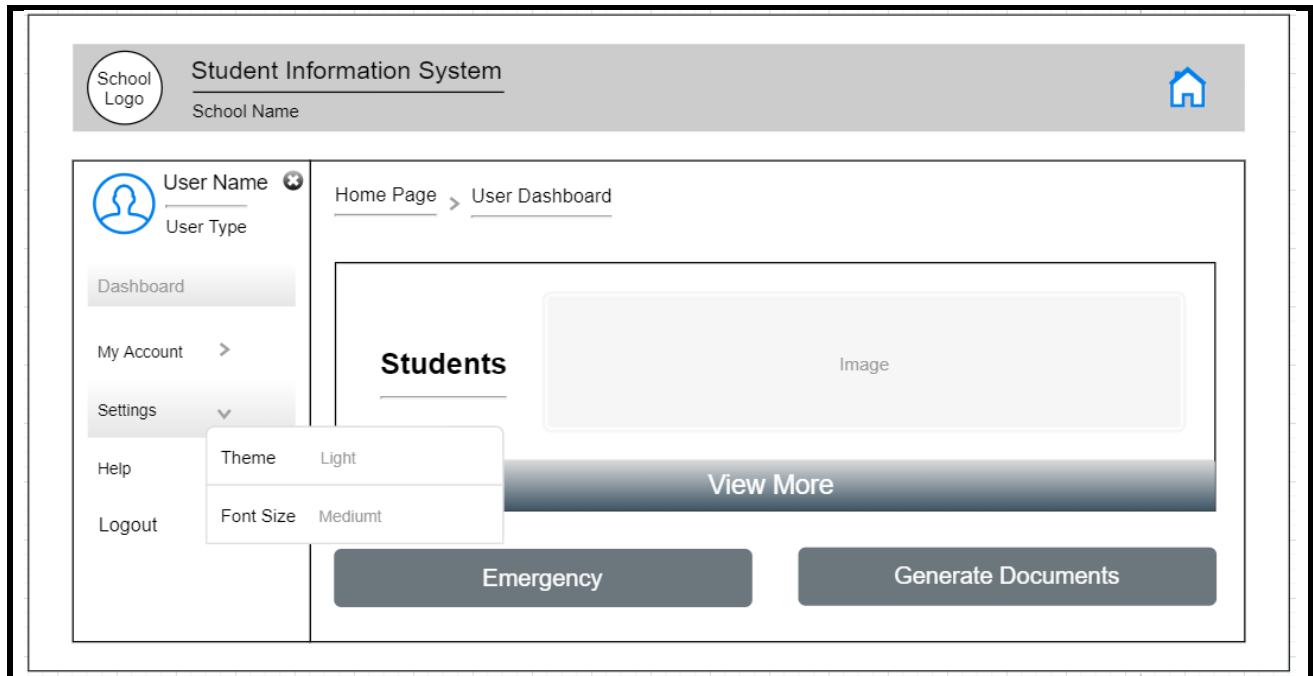 School
Logo
Student Information System
School Name
User Name
User Type
Dashboard
My Account
Settings
Help
Logout
Theme Light
Font Size Mediumt
Home Page > User Dashboard
Students
Image
View More
Emergency
Generate Documents